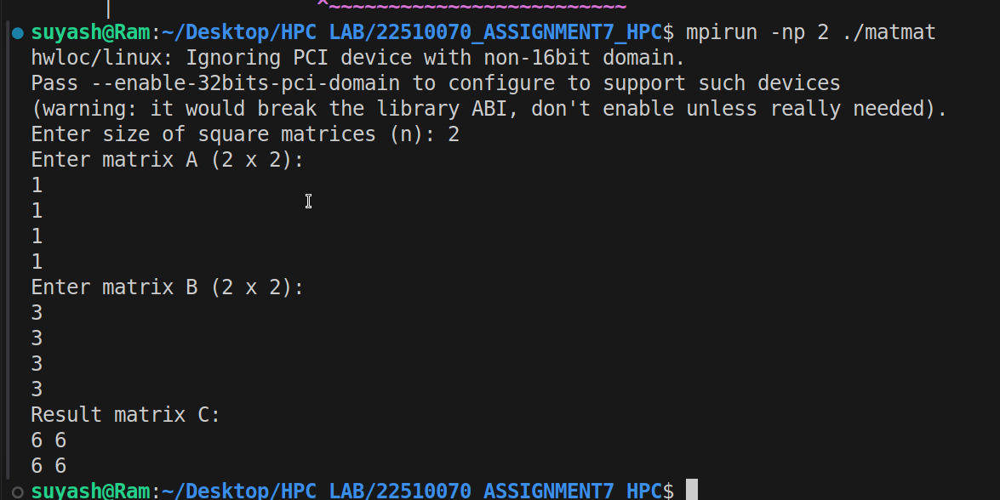 |                 ^~~~~~~~~~~~~~~~~~~~~~~~~~
suyash@Ram:~/Desktop/HPC LAB/22510070_ASSIGNMENT7_HPC$ mpirun -np 2 ./matmat
hwloc/linux: Ignoring PCI device with non-16bit domain.
Pass --enable-32bits-pci-domain to configure to support such devices
(warning: it would break the library ABI, don't enable unless really needed).
Enter size of square matrices (n): 2
Enter matrix A (2 x 2):
1
1
1
1
Enter matrix B (2 x 2):
3
3
3
3
Result matrix C:
6 6
6 6
suyash@Ram:~/Desktop/HPC LAB/22510070_ASSIGNMENT7_HPC$